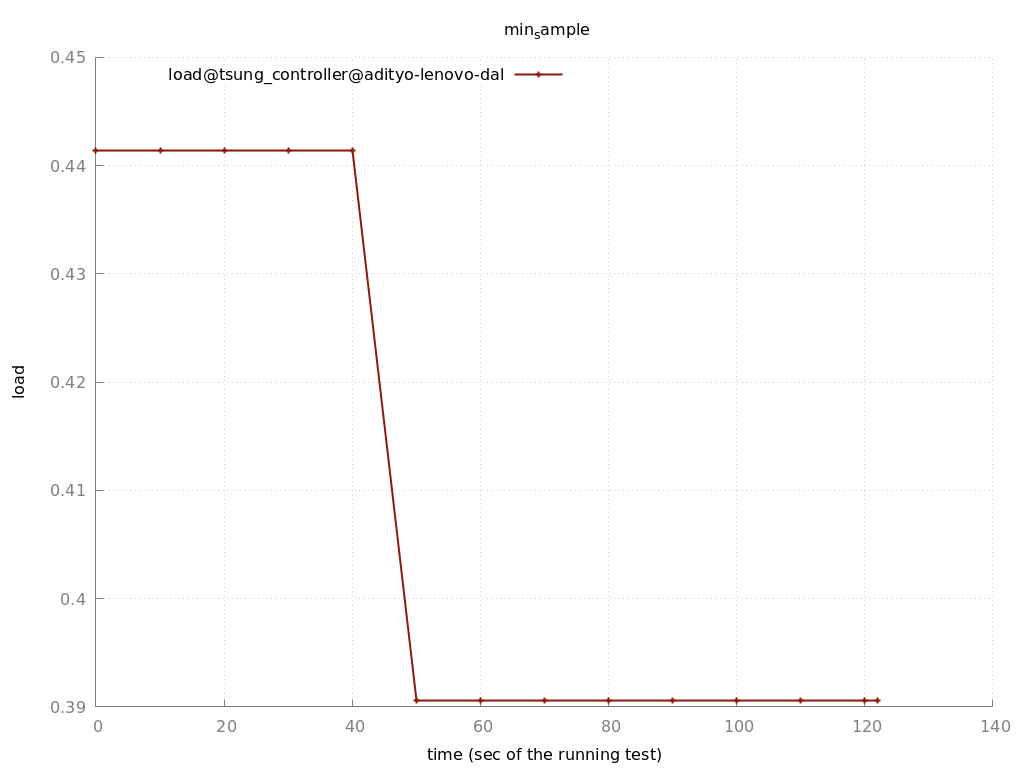 minsample
0.45
load@tsung_controller@adityo-lenovo-dal
0.44
0.43
0.42
load
0.41
0.4
0.39
0 20 40 60 80 100 120 140
time (sec of the running test)